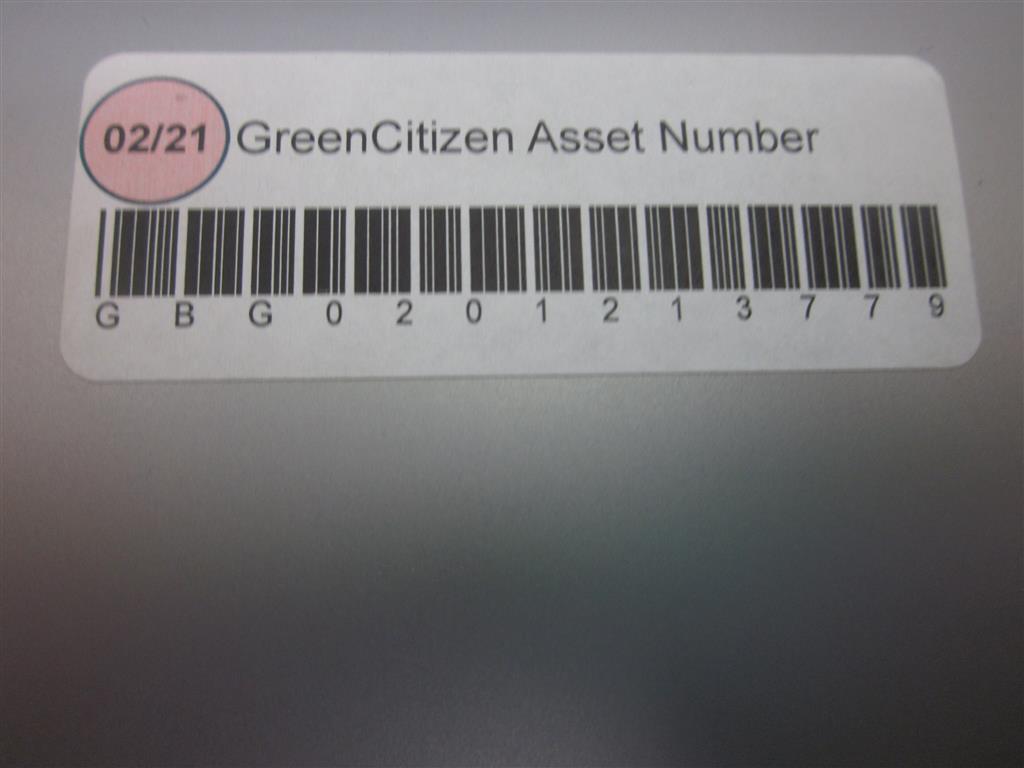 02/21 GreenCitizen Asset Number
G B G 0 2 0 1 2 1 3 7 7 9